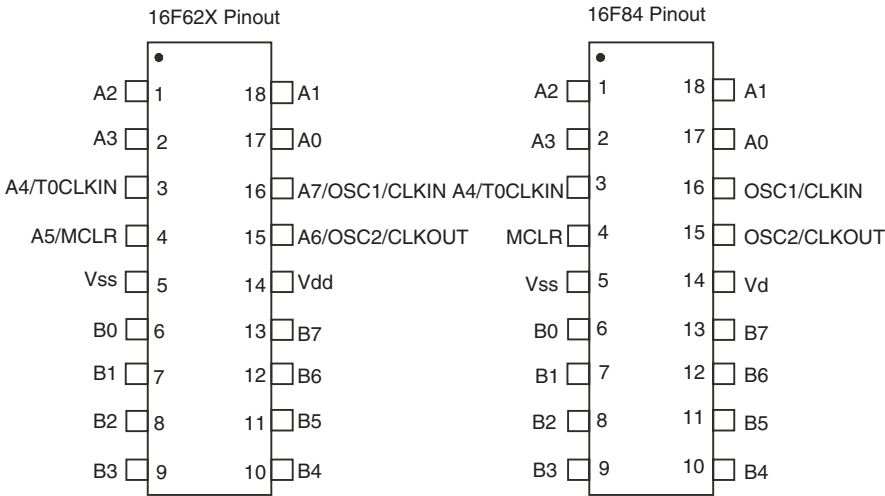 16F62X Pinout
A2 1 18 A1
A3 2 17 A0
A4/T0CLKIN 3 16 A7/OSC1/CLKIN
A5/MCLR 4 15 A6/OSC2/CLKOUT
Vss 5 14 Vdd
B0 6 13 B7
B1 7 12 B6
B2 8 11 B5
B3 9 10 B4
16F84 Pinout
A2 1 18 A1
A3 2 17 A0
A4/T0CLKIN 3 16 OSC1/CLKIN
MCLR 4 15 OSC2/CLKOUT
Vss 5 14 Vd
B0 6 13 B7
B1 7 12 B6
B2 8 11 B5
B3 9 10 B4